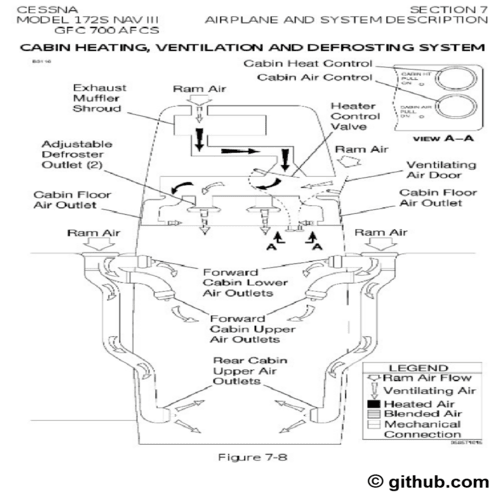 CESSNA
MODEL 172S NAV III
GFC 700 AFCS
SECTION 7
AIRPLANE AND SYSTEM DESCRIPTION
CABIN HEATING, VENTILATION AND DEFROSTING SYSTEM
Cabin Heat Control
Cabin Air Control
CABIN HT
PULL
ON
CABIN AIR
PULL
ON
VIEW A-A
Exhaust
Muffler
Shroud
Ram Air
Heater
Control
Valve
Ram Air
Adjustable
Defroster
Outlet (2)
Ventilating
Air Door
Cabin Floor
Air Outlet
Cabin Floor
Air Outlet
Ram Air
A
A
Ram Air
Forward
Cabin Lower
Air Outlets
Forward
Cabin Upper
Air Outlets
Rear Cabin
Upper Air
Outlets
LEGEND
Ram Air Flow
Ventilating Air
Heated Air
Blended Air
Mechanical
Connection
Figure 7-8
© github.com